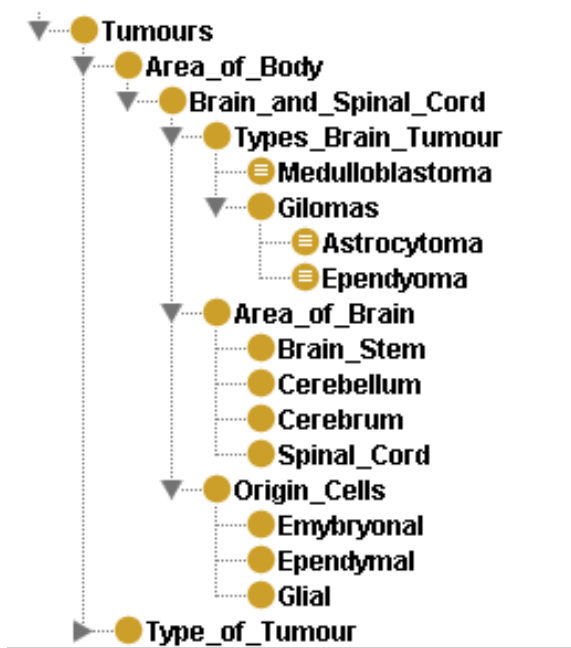 Tumours
Area_of_Body
Brain_and_Spinal_Cord
Types_Brain_Tumour
Medulloblastoma
Gilomas
Astrocytoma
Ependyoma
Area_of_Brain
Brain_Stem
Cerebellum
Cerebrum
Spinal_Cord
Origin_Cells
Emybryonal
Ependymal
Glial
Type_of_Tumour